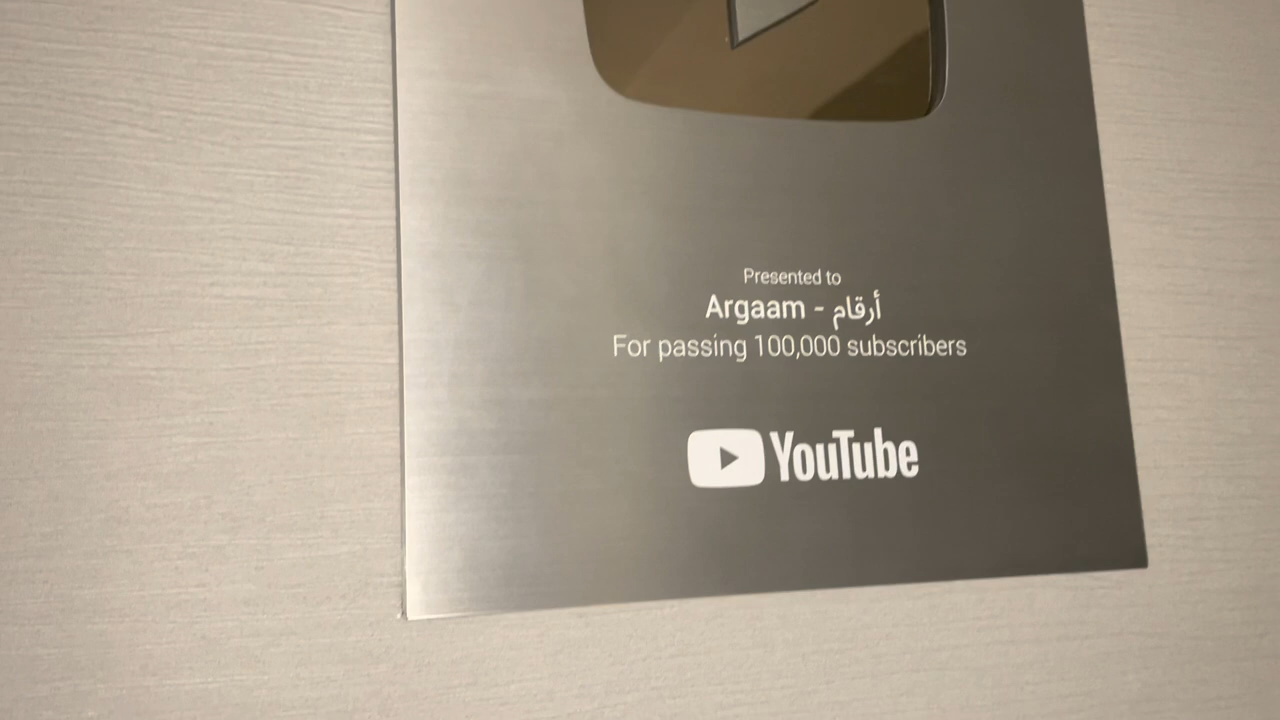 Presented to
Argaam - أرقام
For passing 100,000 subscribers
YouTube